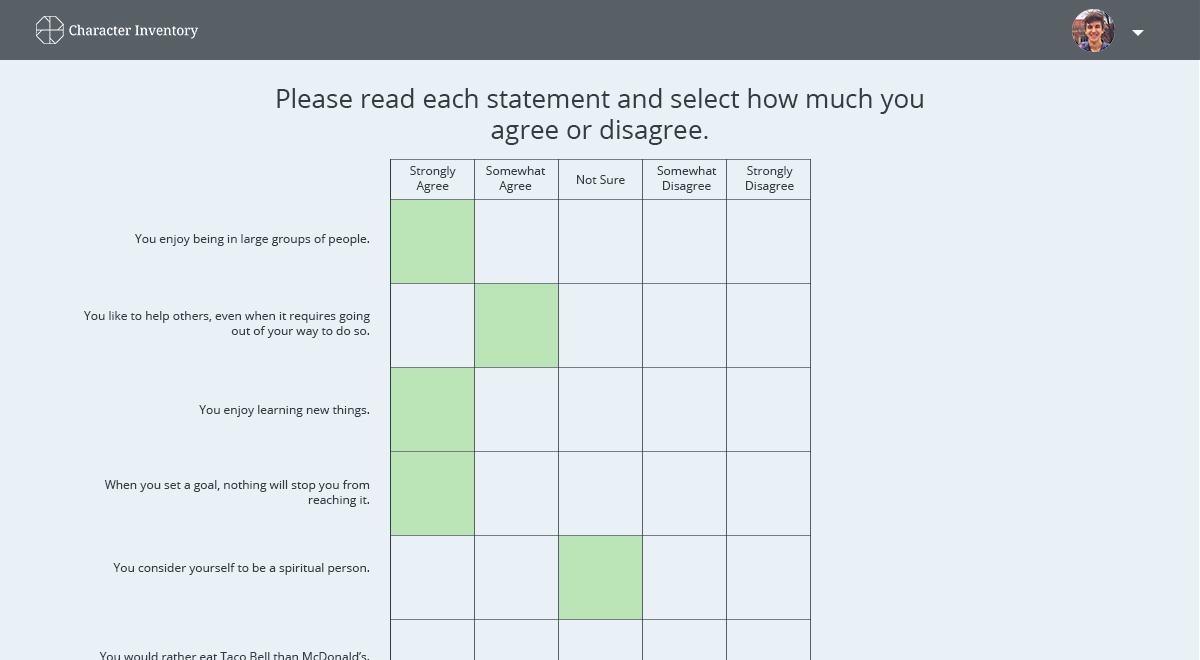 Character Inventory
Please read each statement and select how much you
agree or disagree.
Strongly
Agree
Somewhat
Agree
Not Sure
Somewhat
Disagree
Strongly
Disagree
You enjoy being in large groups of people.
You like to help others, even when it requires going
out of your way to do so.
You enjoy learning new things.
When you set a goal, nothing will stop you from
reaching it.
You consider yourself to be a spiritual person.
You would rather eat Taco Bell than McDonald's.